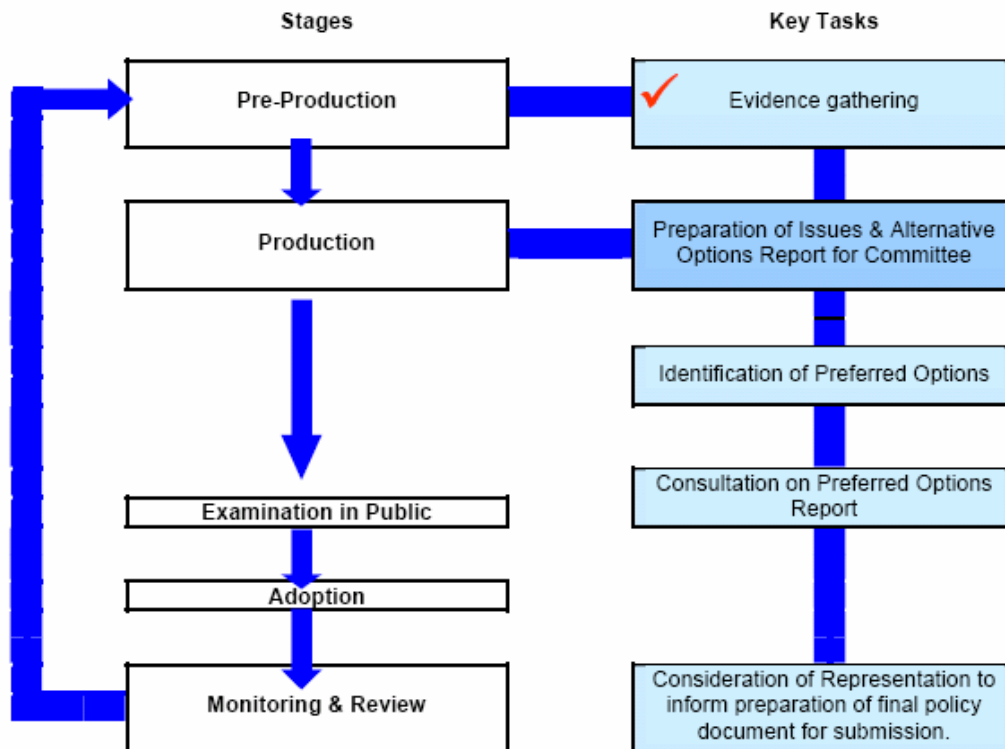 Stages
Key Tasks
Pre-Production
Evidence gathering
Production
Preparation of Issues & Alternative
Options Report for Committee
Identification of Preferred Options
Examination in Public
Consultation on Preferred Options
Report
Adoption
Monitoring & Review
Consideration of Representation to
inform preparation of final policy
document for submission.